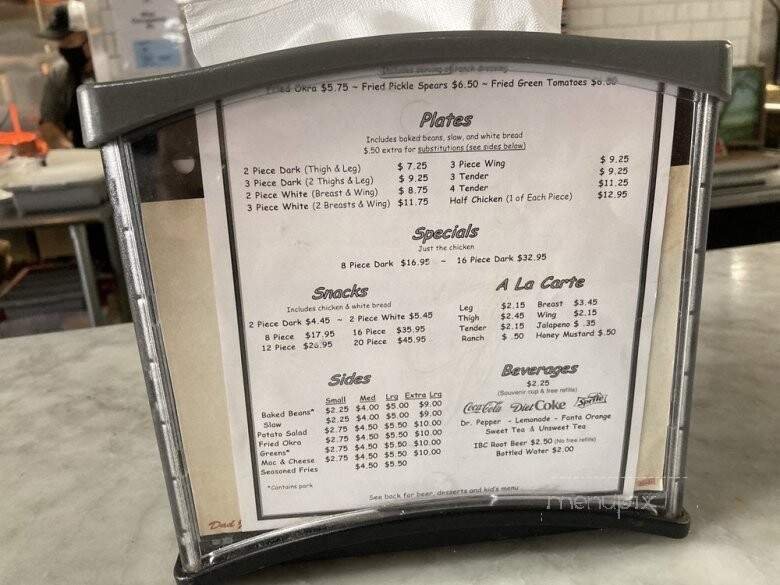 Includes serving of ranch dressing
Okra $5.75 ~ Fried Pickle Spears $6.50 ~ Fried Green Tomatoes
Plates
Includes baked beans, slaw, and white bread
$.50 extra for substitutions (see sides below)
2 Piece Dark (Thigh & Leg) $ 7.25 3 Piece Wing $ 9.25
3 Piece Dark (2 Thighs & Leg) $ 9.25 3 Tender $ 9.25
2 Piece White (Breast & Wing) $ 8.75 4 Tender $11.25
3 Piece White (2 Breasts & Wing) $11.75 Half Chicken (1 of Each Piece) $12.95
Specials
Just the chicken
8 Piece Dark $16.95 ~ 16 Piece Dark $32.95
Snacks
Includes chicken & white bread
2 Piece Dark $4.45 ~ 2 Piece White $5.45
8 Piece $17.95 16 Piece $35.95
12 Piece 20 Piece $45.95
A La Carte
Leg $2.15 Breast $3.45
Thigh $2.45 Wing $2.15
Tender $2.15 Jalapeno $ .35
Ranch $ .50 Honey Mustard $.50
Sides
Small Med Lrg Extra Lrg
Baked Beans* $2.25 $4.00 $5.00 $9.00
Slaw $2.25 $4.00 $5.00 $9.00
Potato Salad $2.75 $4.50 $5.50 $10.00
Fried Okra $2.75 $4.50 $5.50 $10.00
Greens* $2.75 $4.50 $5.50 $10.00
Mac & Cheese $2.75 $4.50 $5.50 $10.00
Seasoned Fries $4.50 $5.50
*Contains pork
Beverages
$2.25
(Souvenir cup & free refills)
Coca-Cola Diet Coke Sprite
Dr. Pepper - Lemonade - Fanta Orange
Sweet Tea & Unsweet Tea
IBC Root Beer $2.50 (No free refills)
Bottled Water $2.00
See back for beer, desserts and kid's menu
Dad's
menupix